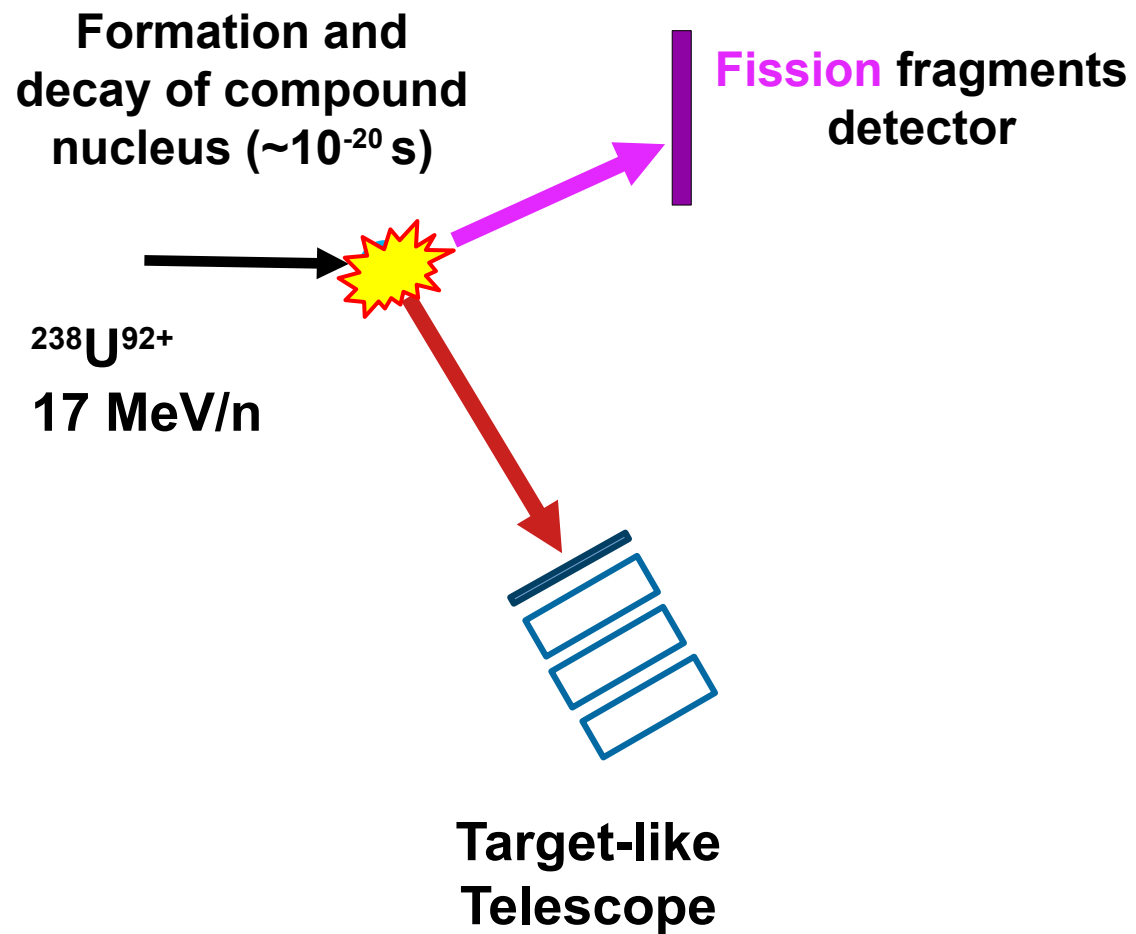 Formation and
decay of compound
nucleus (~10⁻²⁰ s)
Fission fragments
detector
²³⁸U⁹²⁺
17 MeV/n
Target-like
Telescope